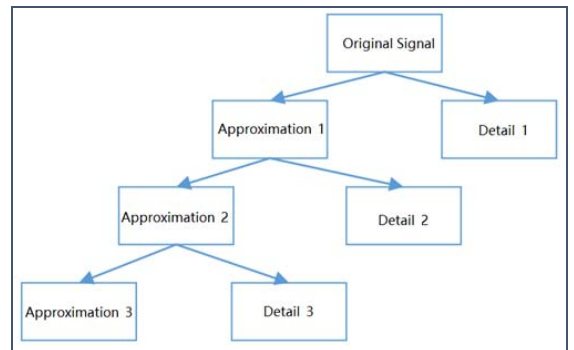 Original Signal
Approximation 1
Detail 1
Approximation 2
Detail 2
Approximation 3
Detail 3